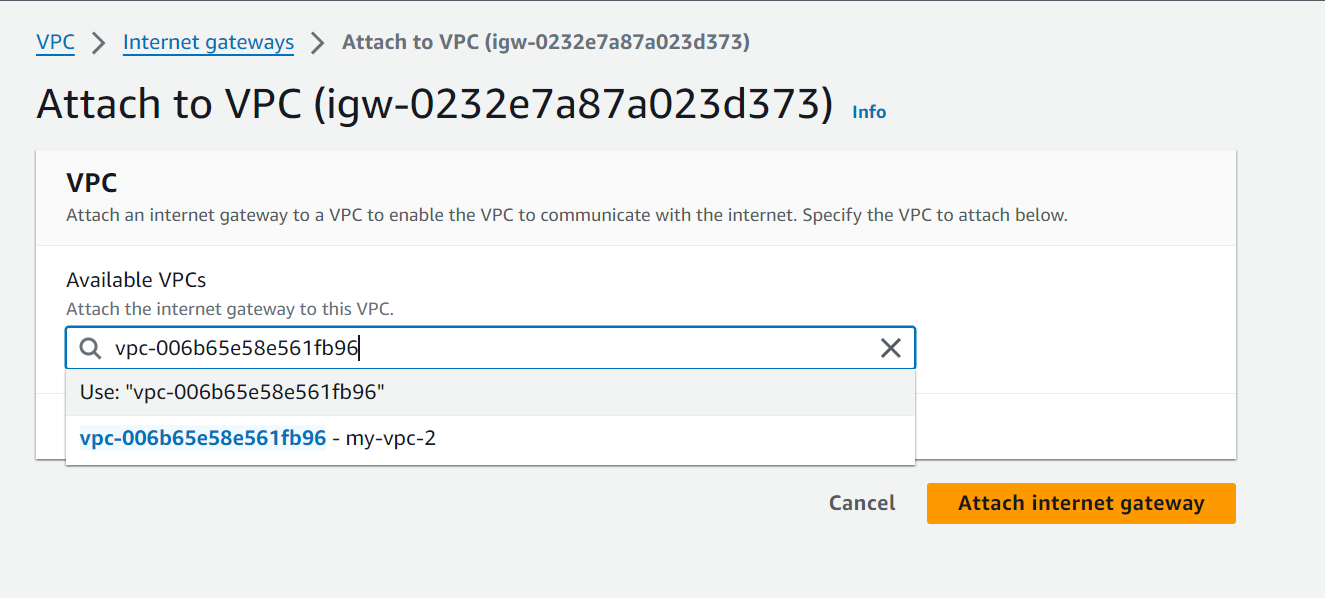 VPC > Internet gateways > Attach to VPC (igw-0232e7a87a023d373)
Attach to VPC (igw-0232e7a87a023d373) Info
VPC
Attach an internet gateway to a VPC to enable the VPC to communicate with the internet. Specify the VPC to attach below.
Available VPCs
Attach the internet gateway to this VPC.
vpc-006b65e58e561fb96
Use: "vpc-006b65e58e561fb96"
vpc-006b65e58e561fb96 - my-vpc-2
Cancel Attach internet gateway